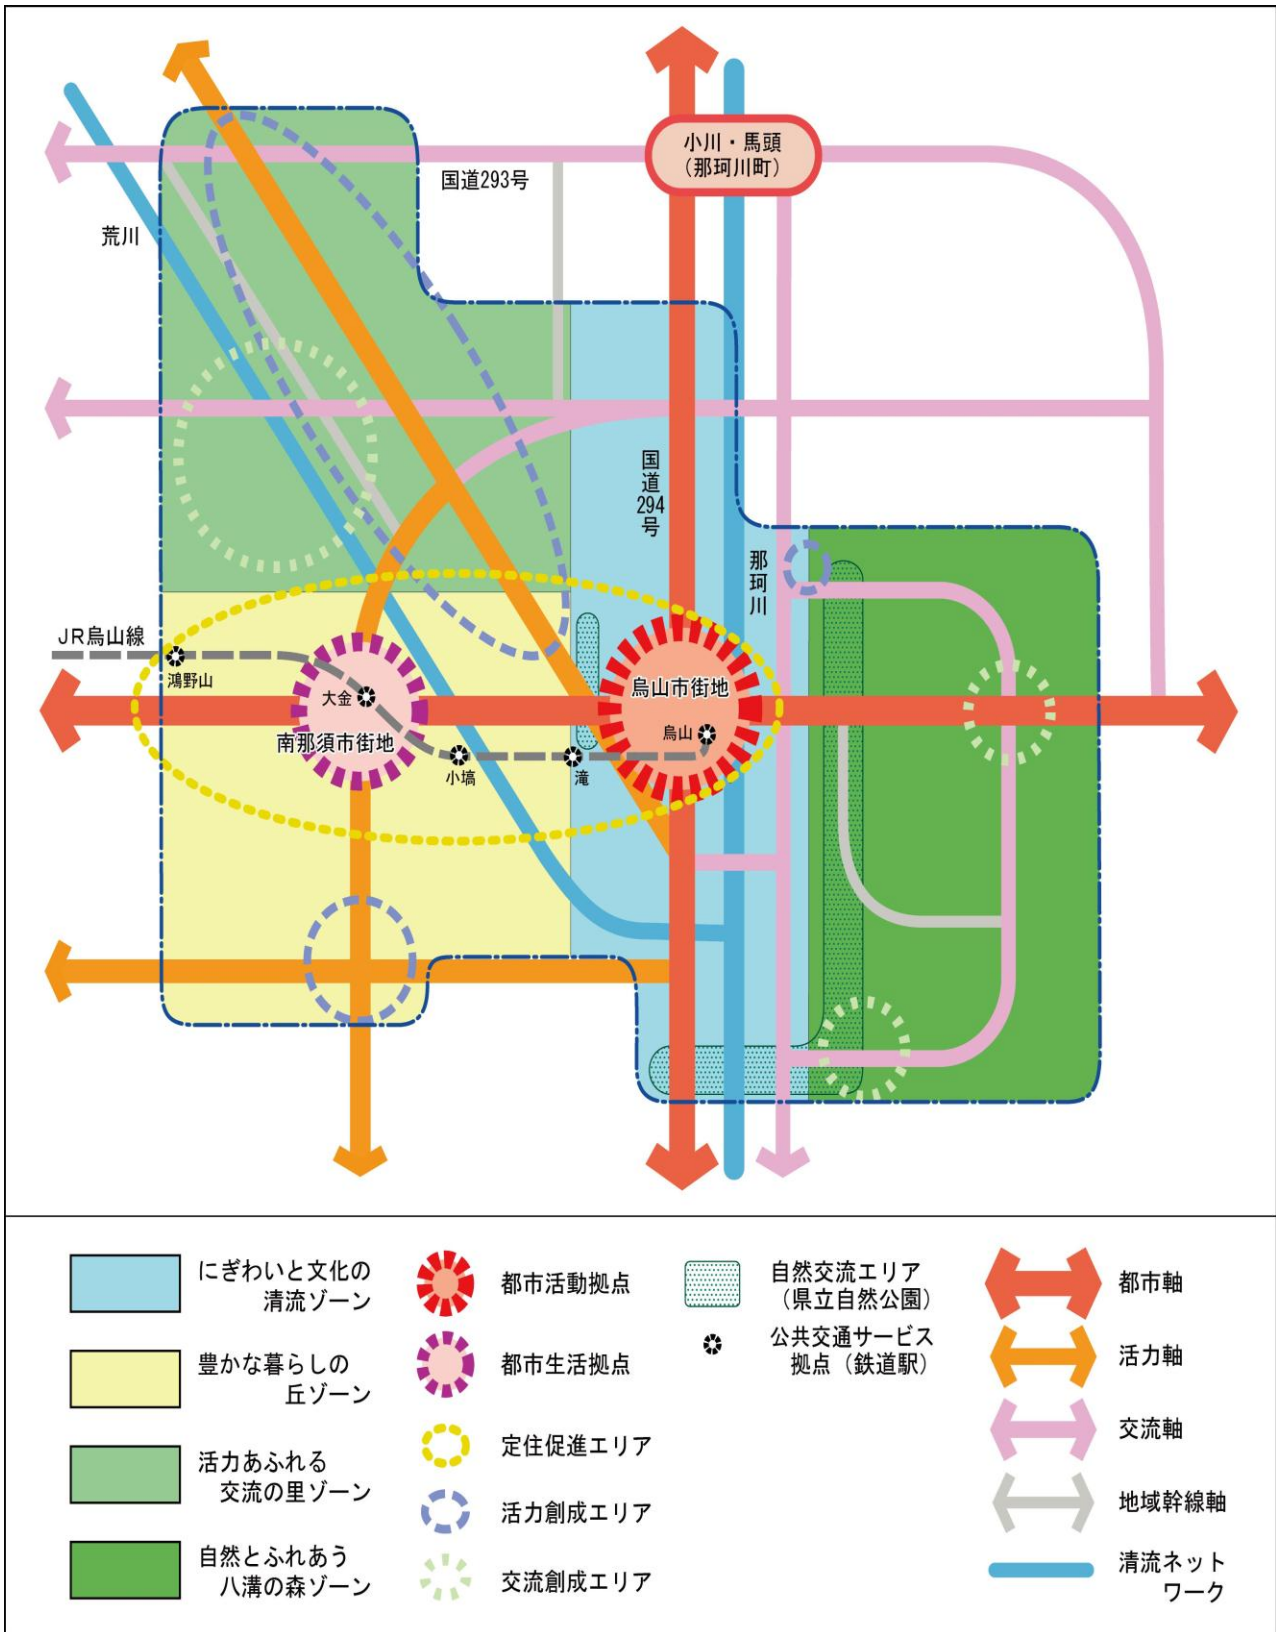 小川・馬頭
(那珂川町)
国道293号
荒川
国道294号
那珂川
JR烏山線
鴻野山
大金
南那須市街地
烏山市街地
烏山
小塙
滝
にぎわいと文化の
清流ゾーン
豊かな暮らしの
丘ゾーン
活力あふれる
交流の里ゾーン
自然とふれあう
八溝の森ゾーン
都市活動拠点
都市生活拠点
定住促進エリア
活力創成エリア
交流創成エリア
自然交流エリア
(県立自然公園)
公共交通サービス
拠点(鉄道駅)
都市軸
活力軸
交流軸
地域幹線軸
清流ネット
ワーク